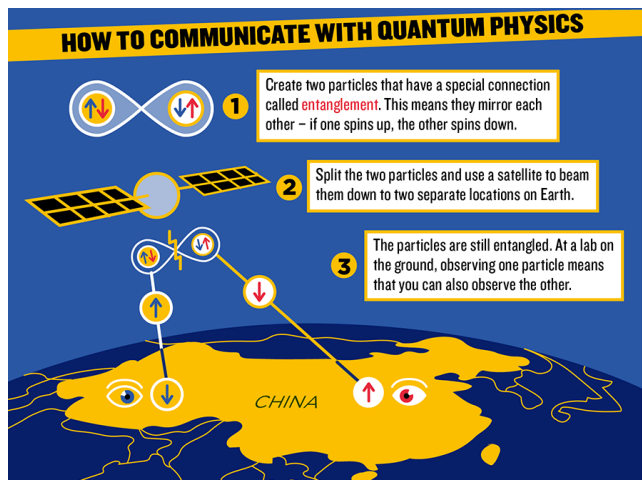 HOW TO COMMUNICATE WITH QUANTUM PHYSICS
1
Create two particles that have a special connection
called entanglement. This means they mirror each
other – if one spins up, the other spins down.
2
Split the two particles and use a satellite to beam
them down to two separate locations on Earth.
3
The particles are still entangled. At a lab on
the ground, observing one particle means
that you can also observe the other.
CHINA